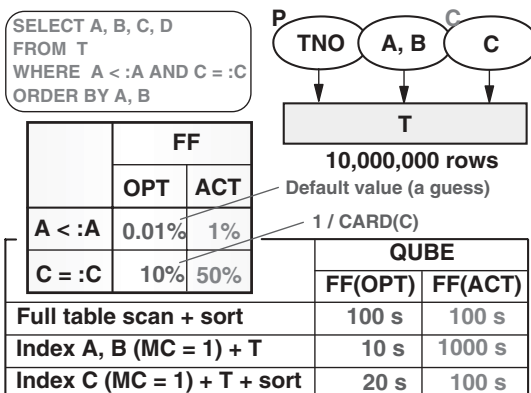 SELECT A, B, C, D
FROM T
WHERE A < :A AND C = :C
ORDER BY A, B
P
C
TNO
A, B
C
T
10,000,000 rows
FF
OPT ACT
Default value (a guess)
A < :A 0.01% 1%
1 / CARD(C)
C = :C 10% 50%
QUBE
FF(OPT) FF(ACT)
Full table scan + sort 100 s 100 s
Index A, B (MC = 1) + T 10 s 1000 s
Index C (MC = 1) + T + sort 20 s 100 s